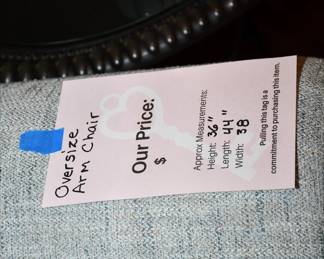 Oversize
Arm Chair
Our Price:
$
Approx Measurements:
Height: 36"
Length: 44"
Width: 38
Pulling this tag is a
commitment to purchasing this item.